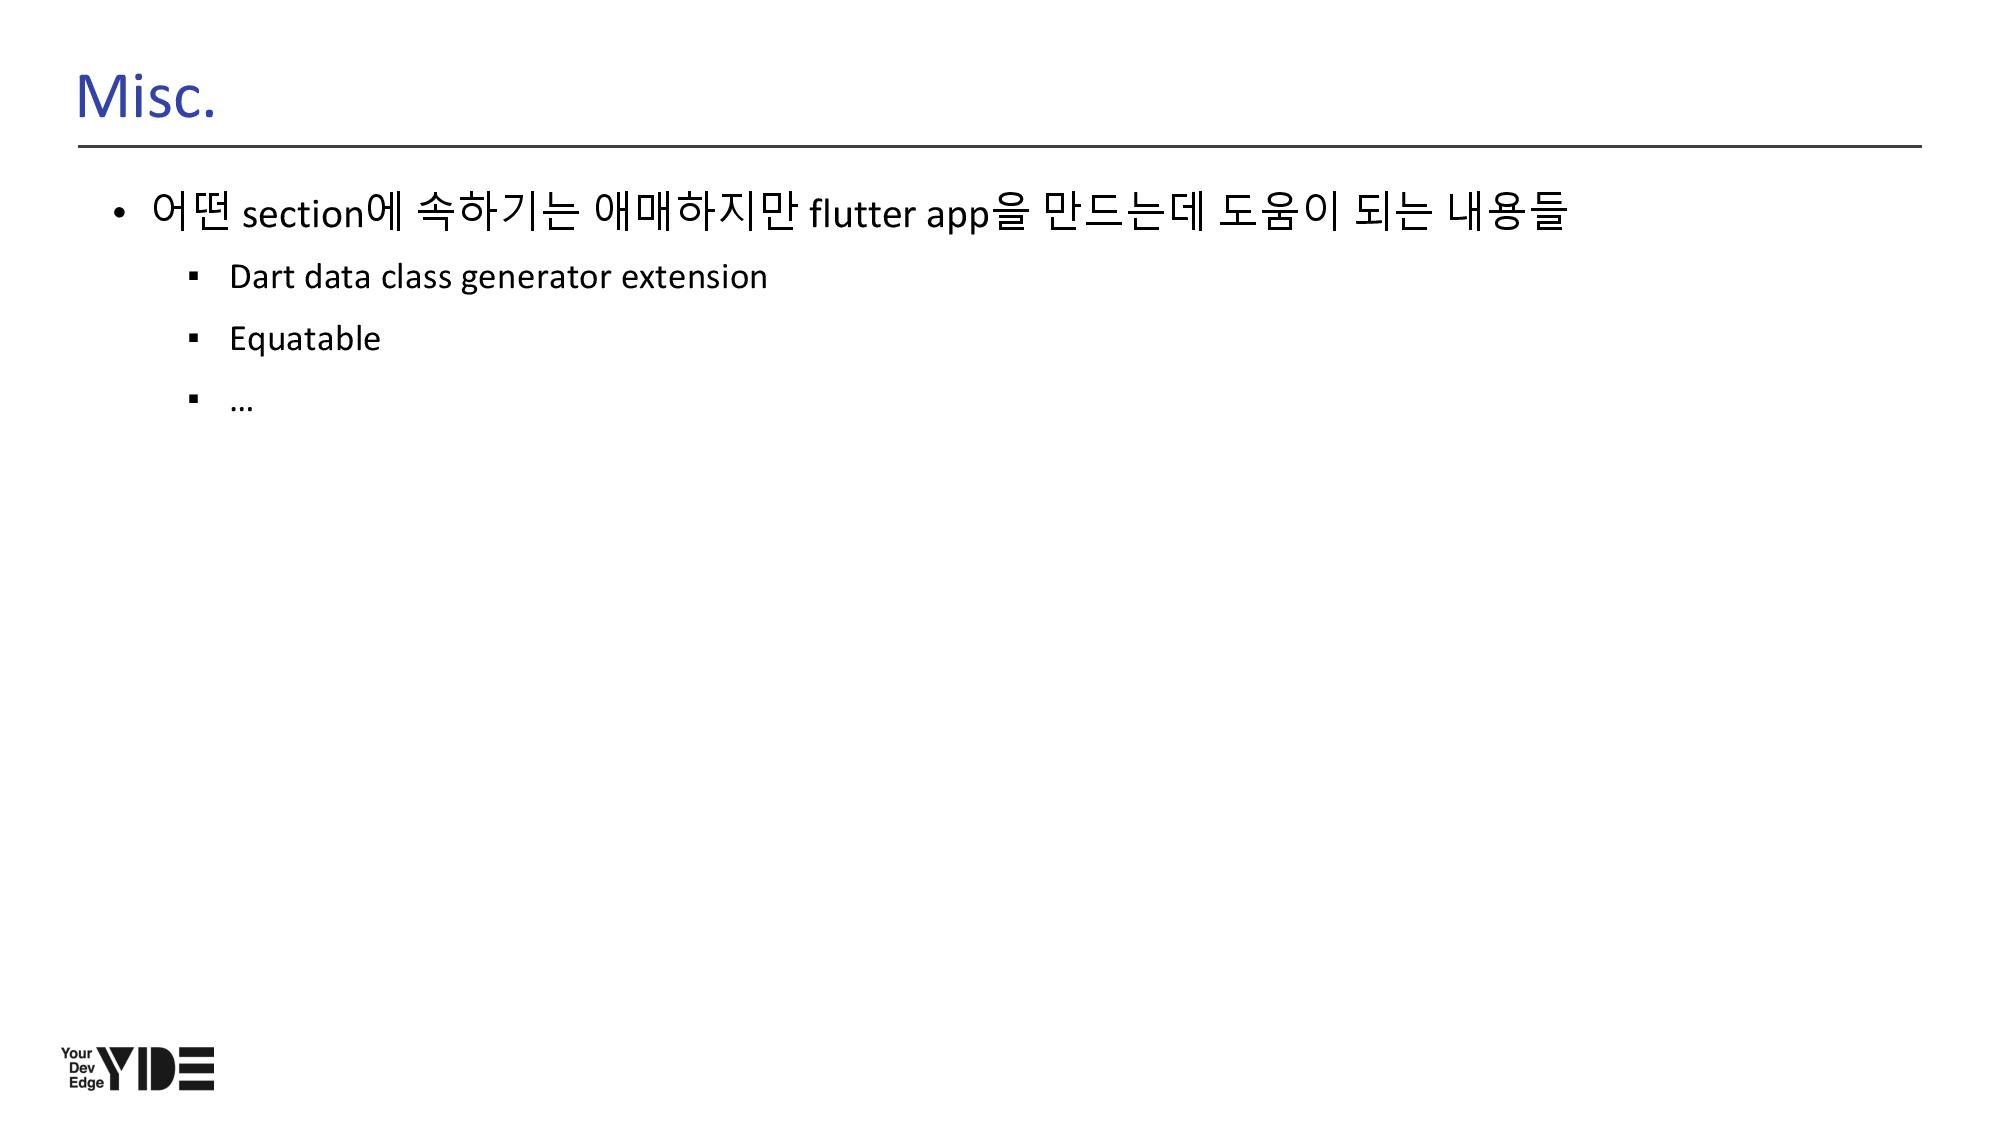 Misc.
• 어떤 section에 속하기는 애매하지만 flutter app을 만드는데 도움이 되는 내용들
▪ Dart data class generator extension
▪ Equatable
▪ …
Your
Dev
Edge
YDE